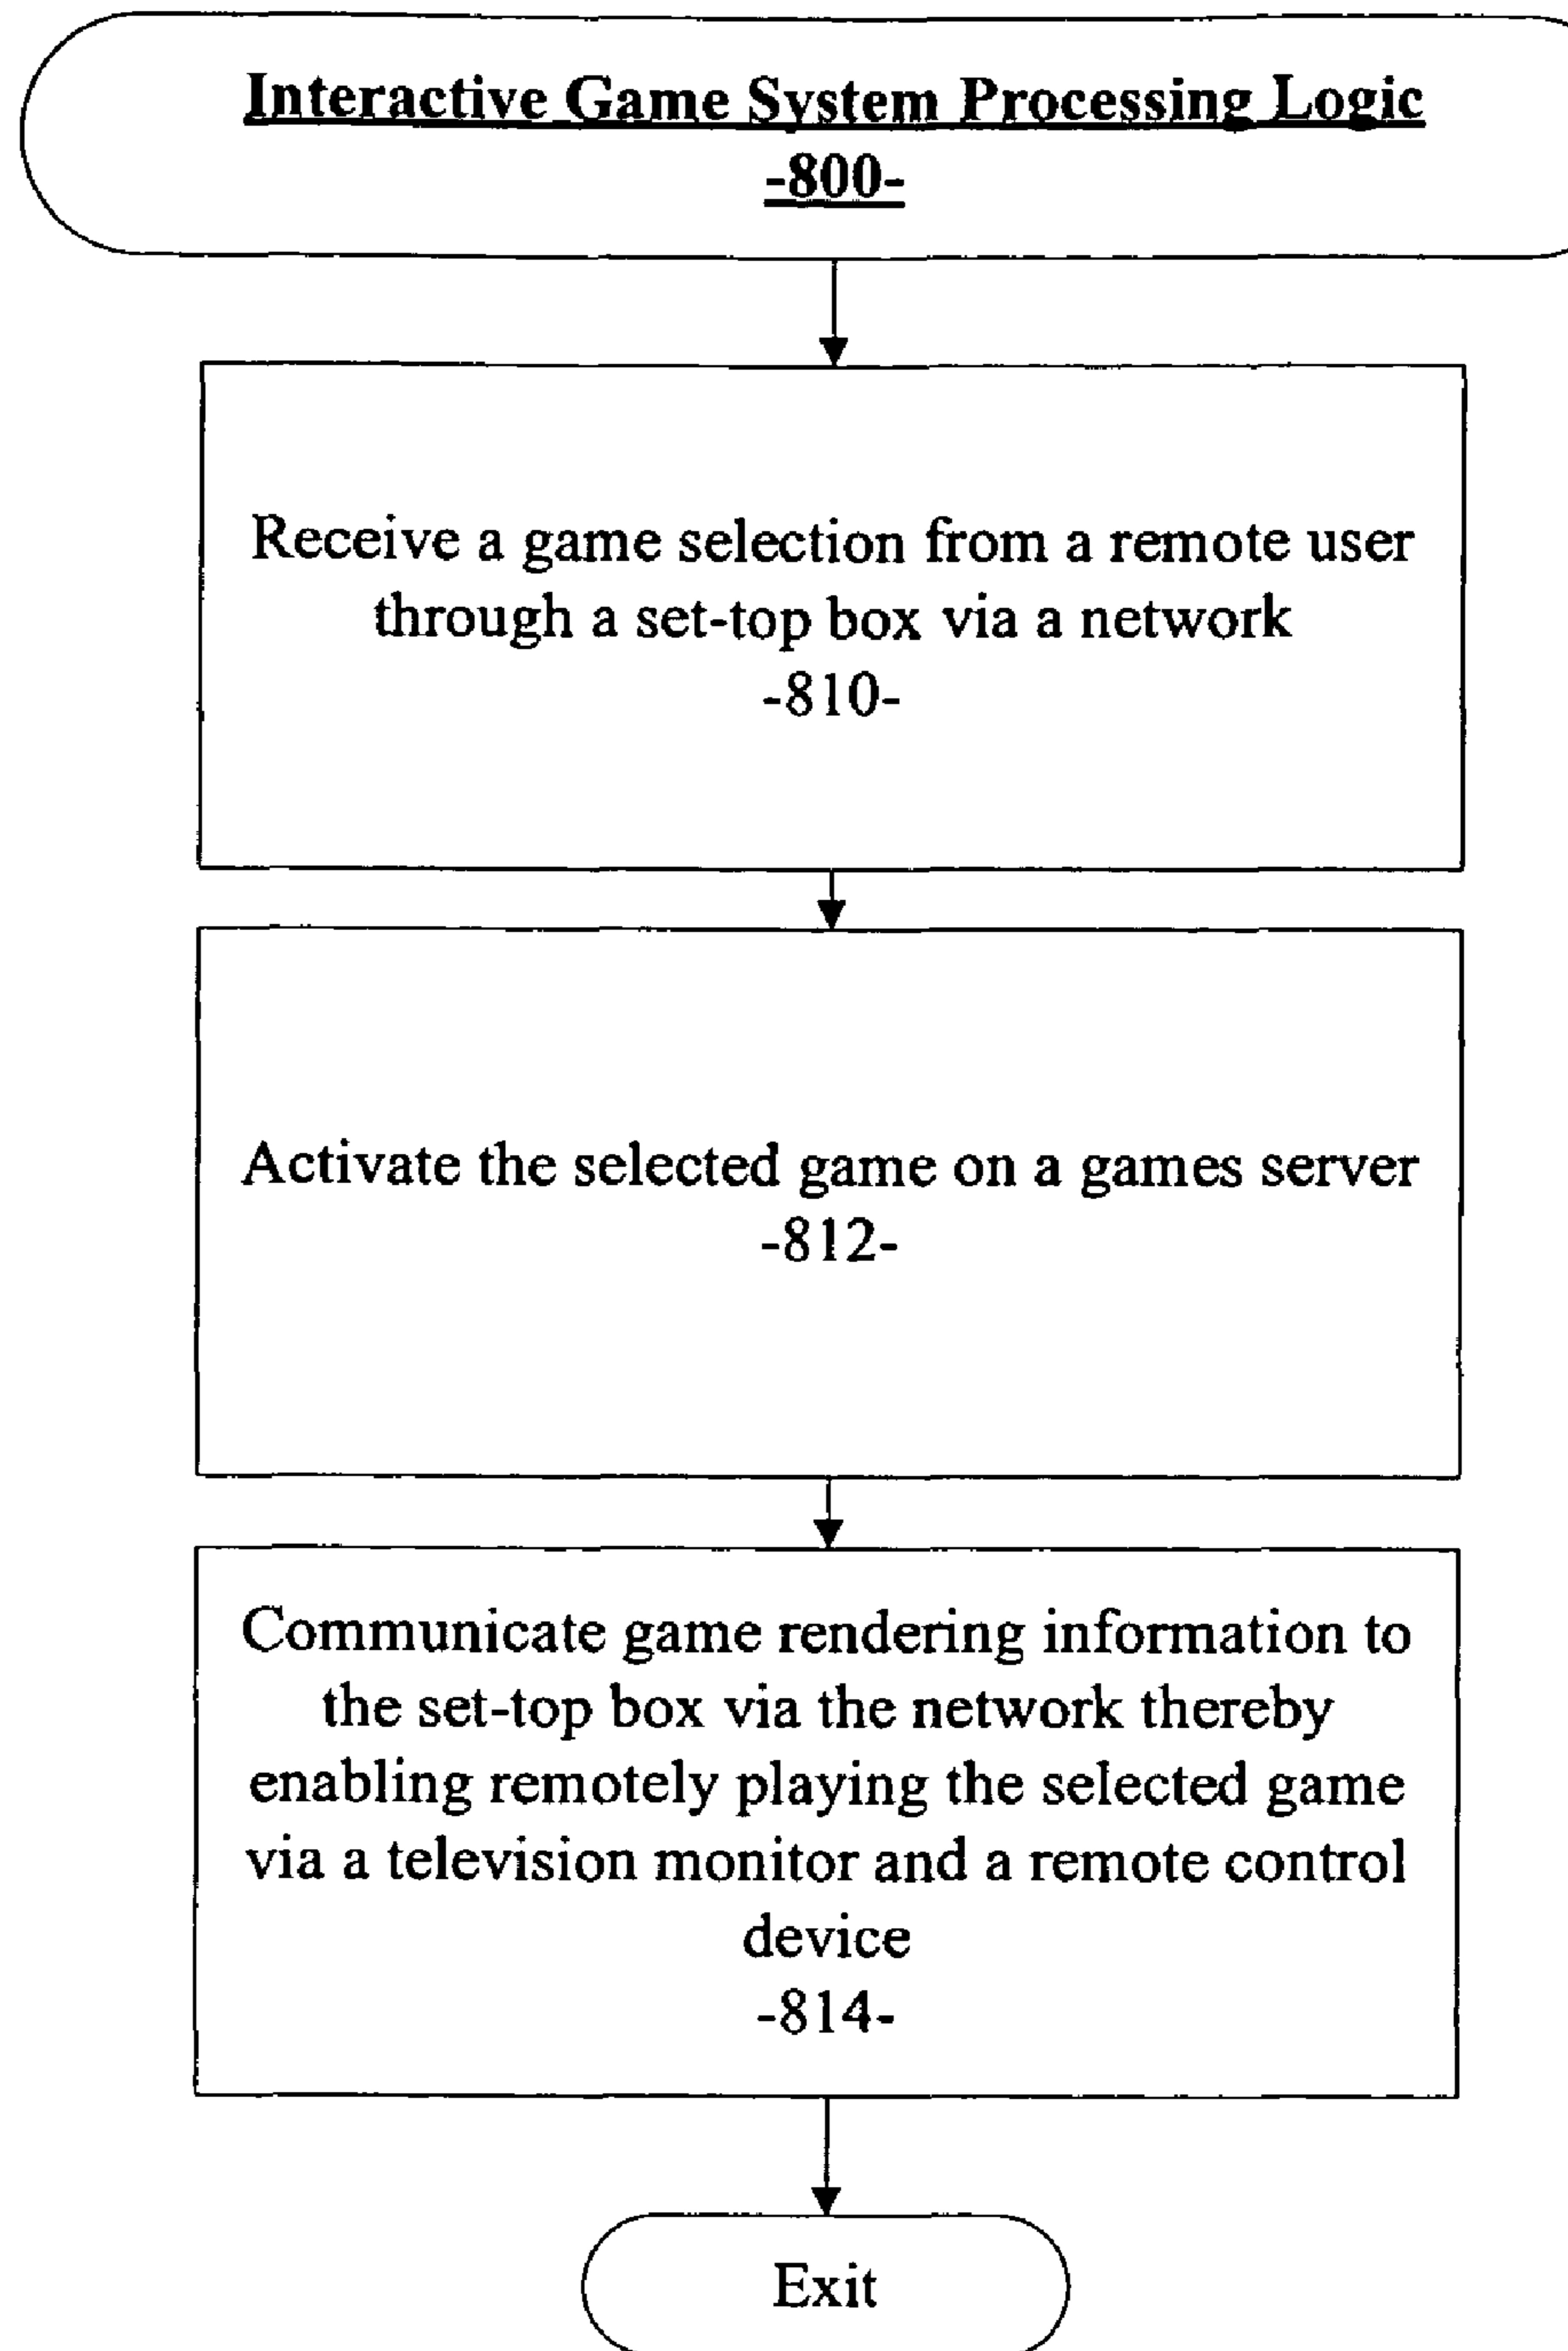 Interactive Game System Processing Logic
-800-
Receive a game selection from a remote user
through a set-top box via a network
-810-
Activate the selected game on a games server
-812-
Communicate game rendering information to
the set-top box via the network thereby
enabling remotely playing the selected game
via a television monitor and a remote control
device
-814-
Exit